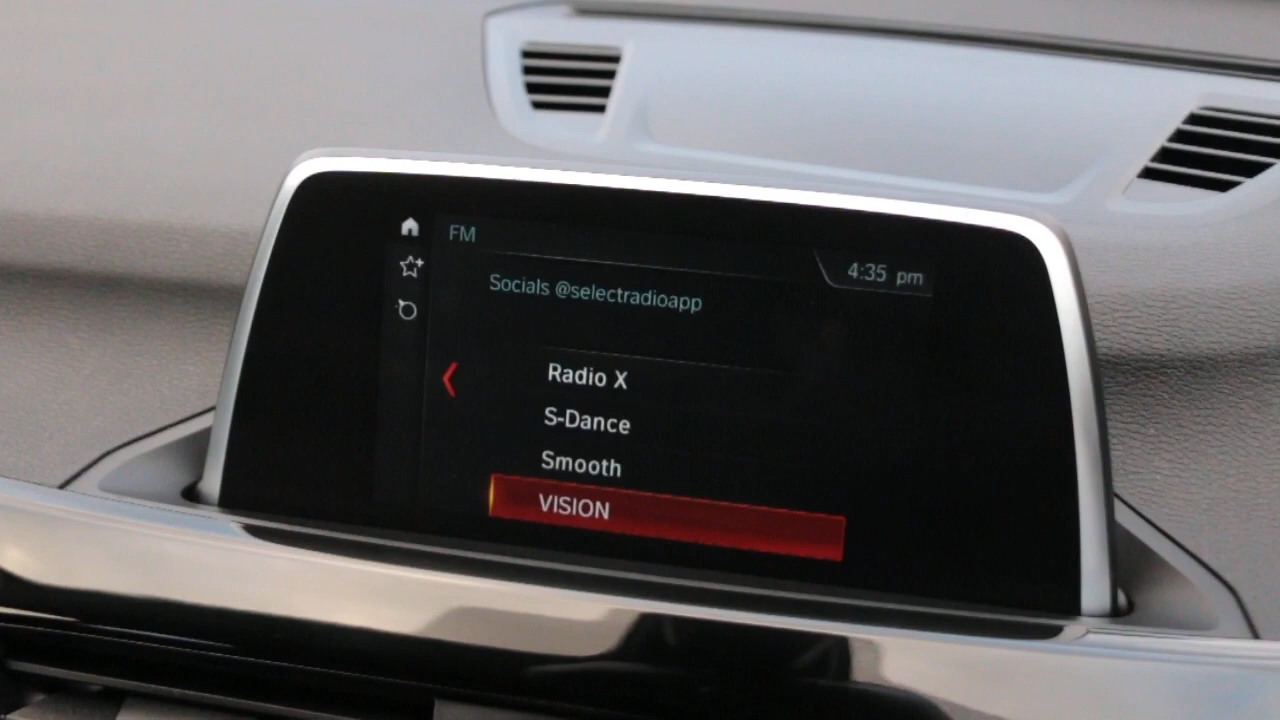 FM
4:35 pm
Socials @selectradioapp
Radio X
S-Dance
Smooth
VISION